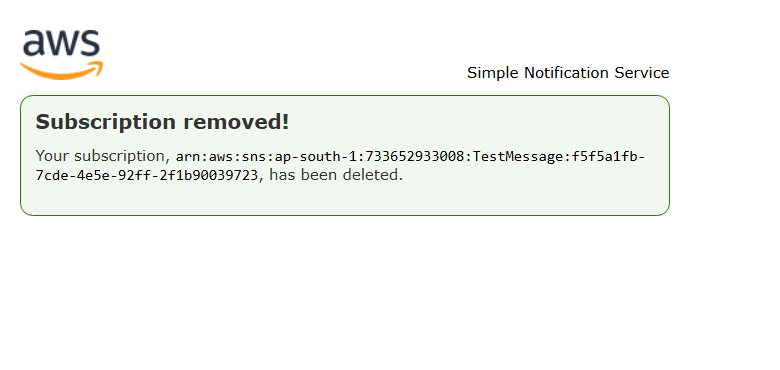 aws
Simple Notification Service
Subscription removed!
Your subscription, arn:aws:sns:ap-south-1:733652933008:TestMessage:f5f5a1fb-
7cde-4e5e-92ff-2f1b90039723, has been deleted.